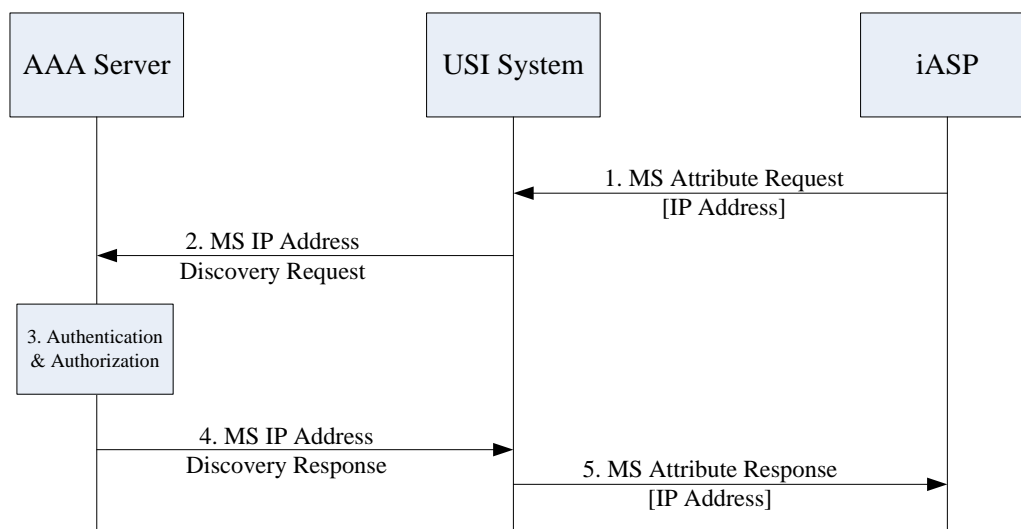 AAA Server
USI System
iASP
1. MS Attribute Request
[IP Address]
2. MS IP Address
Discovery Request
3. Authentication
& Authorization
4. MS IP Address
Discovery Response
5. MS Attribute Response
[IP Address]